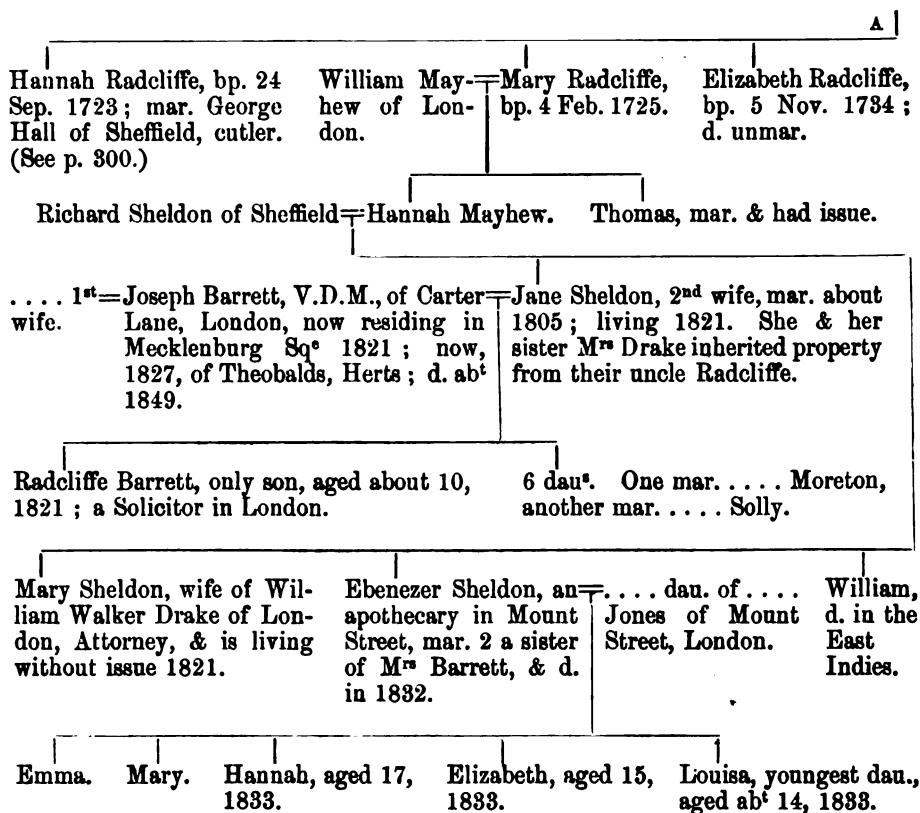 A
Hannah Radcliffe, bp. 24
Sep. 1723 ; mar. George
Hall of Sheffield, cutler.
(See p. 300.)
William May-
hew of Lon-
don.
=Mary Radcliffe,
bp. 4 Feb. 1725.
Elizabeth Radcliffe,
bp. 5 Nov. 1734 ;
d. unmar.
Richard Sheldon of Sheffield=Hannah Mayhew.
Thomas, mar. & had issue.
. . . . 1st=
wife.
Joseph Barrett, V.D.M., of Carter
Lane, London, now residing in
Mecklenburg Sqe 1821 ; now,
1827, of Theobalds, Herts ; d. abt
1849.
=Jane Sheldon, 2nd wife, mar. about
1805 ; living 1821. She & her
sister Mrs Drake inherited property
from their uncle Radcliffe.
Radcliffe Barrett, only son, aged about 10,
1821 ; a Solicitor in London.
6 daus. One mar. . . . . Moreton,
another mar. . . . . Solly.
Mary Sheldon, wife of Wil-
liam Walker Drake of Lon-
don, Attorney, & is living
without issue 1821.
Ebenezer Sheldon, an
apothecary in Mount
Street, mar. 2 a sister
of Mrs Barrett, & d.
in 1832.
=. . . . dau. of . . . .
Jones of Mount
Street, London.
William,
d. in the
East
Indies.
Emma.
Mary.
Hannah, aged 17,
1833.
Elizabeth, aged 15,
1833.
Louisa, youngest dau.,
aged abt 14, 1833.